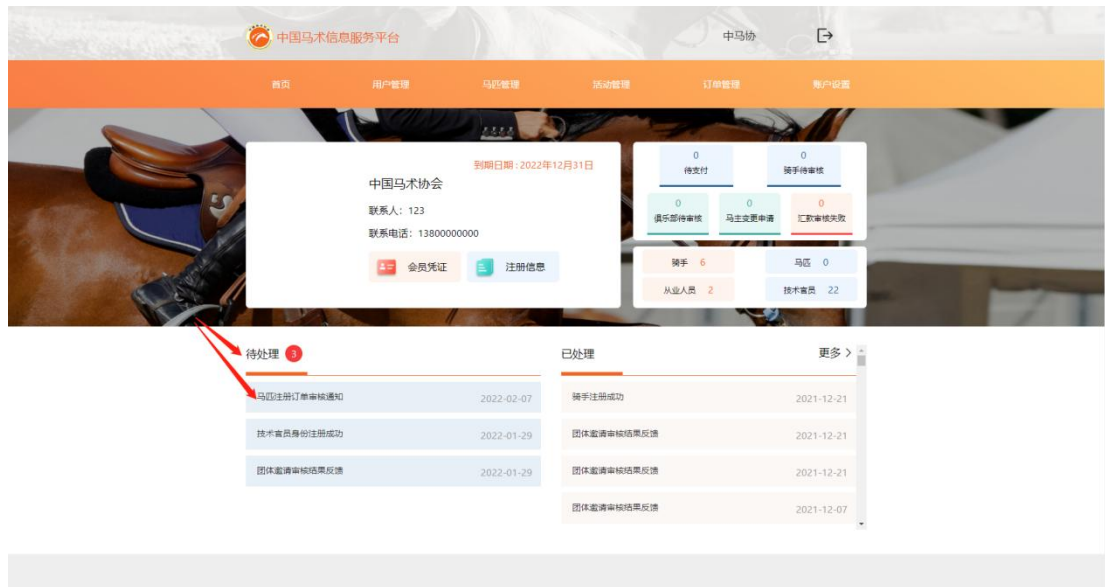 中国马术信息服务平台
中马协
首页 用户管理 马匹管理 活动管理 订单管理 账户设置
到期日期：2022年12月31日
中国马术协会
联系人：123
联系电话：13800000000
会员凭证 注册信息
0 0
待支付 骑手待审核
0 0 0
俱乐部待审核 马主变更申请 汇款审核失败
骑手 6 马匹 0
从业人员 2 技术官员 22
待处理 3
马匹注册订单审核通知 2022-02-07
技术官员身份注册成功 2022-01-29
团体邀请审核结果反馈 2022-01-29
已处理 更多
骑手注册成功 2021-12-21
团体邀请审核结果反馈 2021-12-21
团体邀请审核结果反馈 2021-12-21
团体邀请审核结果反馈 2021-12-07